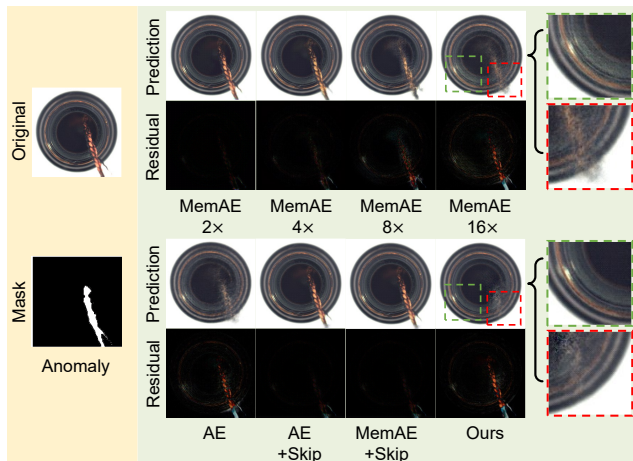 Original
Mask
Anomaly
Prediction
Residual
MemAE
2×
MemAE
4×
MemAE
8×
MemAE
16×
Prediction
Residual
AE
AE
+Skip
MemAE
+Skip
Ours